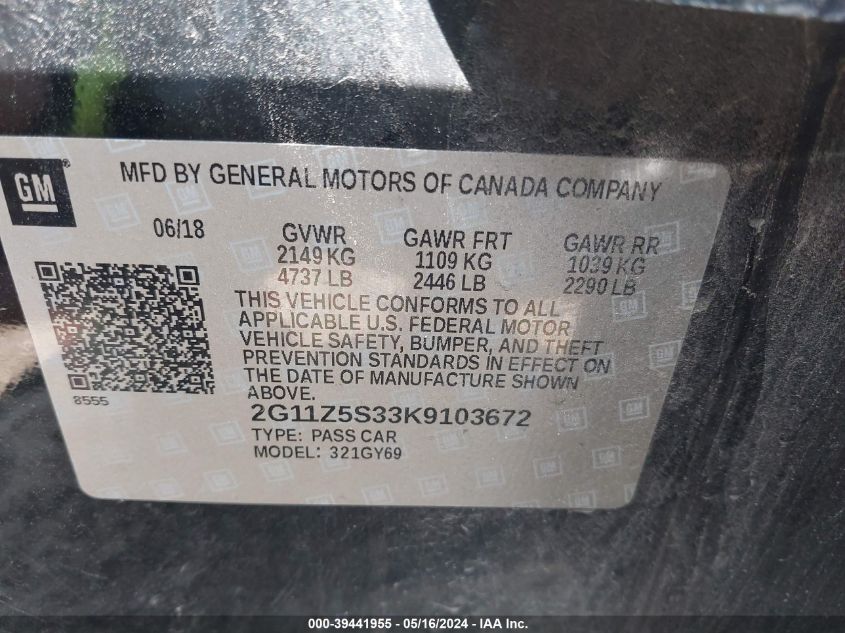 GM®
MFD BY GENERAL MOTORS OF CANADA COMPANY
06/18 GVWR GAWR FRT GAWR RR
2149 KG 1109 KG 1039 KG
4737 LB 2446 LB 2290 LB
THIS VEHICLE CONFORMS TO ALL
APPLICABLE U.S. FEDERAL MOTOR
VEHICLE SAFETY, BUMPER, AND THEFT
PREVENTION STANDARDS IN EFFECT ON
THE DATE OF MANUFACTURE SHOWN
ABOVE.
8555
2G11Z5S33K9103672
TYPE: PASS CAR
MODEL: 321GY69
000-39441955 - 05/16/2024 - IAA Inc.